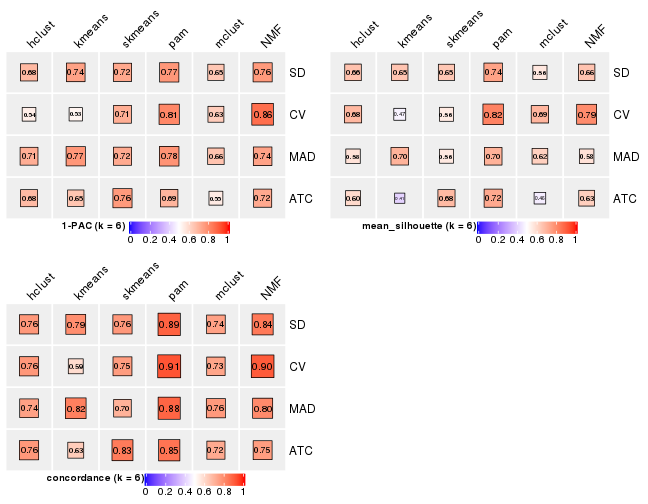 hclust kmeans skmeans pam mclust NMF
0.68 0.74 0.72 0.77 0.65 0.76 SD
0.54 0.53 0.71 0.81 0.63 0.86 CV
0.71 0.77 0.72 0.78 0.66 0.74 MAD
0.68 0.65 0.76 0.69 0.55 0.72 ATC
1-PAC (k = 6)
0 0.2 0.4 0.6 0.8 1
hclust kmeans skmeans pam mclust NMF
0.66 0.65 0.65 0.74 0.56 0.66 SD
0.68 0.47 0.56 0.82 0.69 0.79 CV
0.58 0.70 0.56 0.70 0.62 0.58 MAD
0.60 0.68 0.72 0.63 ATC
mean_silhouette (k = 6)
0 0.2 0.4 0.6 0.8 1
hclust kmeans skmeans pam mclust NMF
0.76 0.79 0.76 0.89 0.74 0.84 SD
0.76 0.59 0.75 0.91 0.73 0.90 CV
0.74 0.82 0.70 0.88 0.76 0.80 MAD
0.76 0.63 0.83 0.85 0.72 0.75 ATC
concordance (k = 6)
0 0.2 0.4 0.6 0.8 1